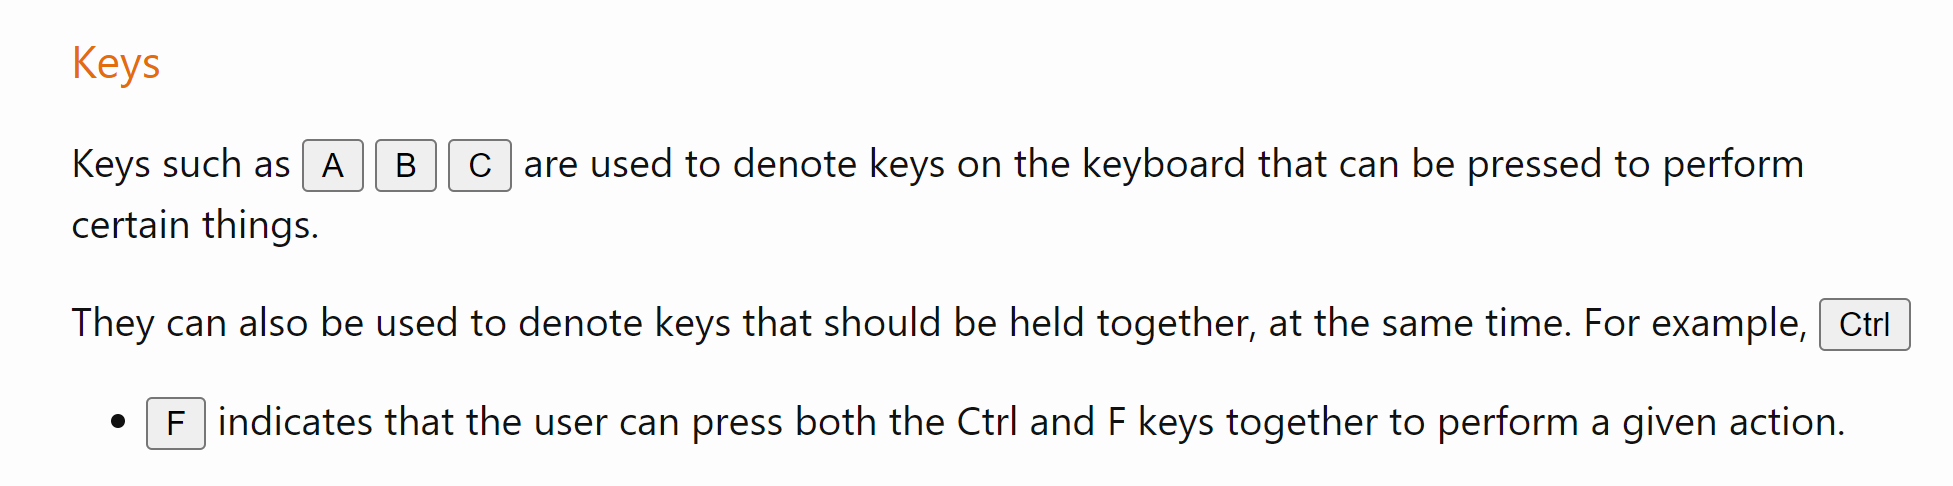 Keys
Keys such as A B C are used to denote keys on the keyboard that can be pressed to perform
certain things.
They can also be used to denote keys that should be held together, at the same time. For example, Ctrl
• F indicates that the user can press both the Ctrl and F keys together to perform a given action.